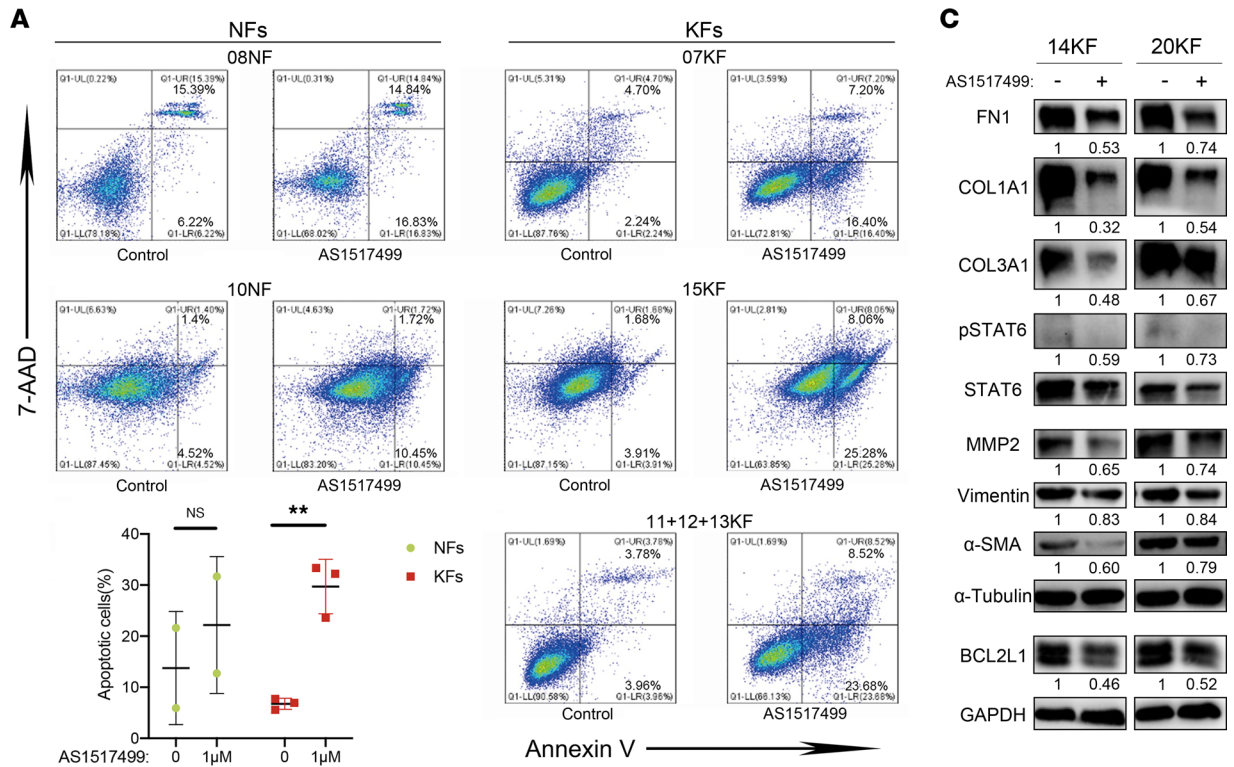 A
NFs
KFs
08NF
07KF
Q1-UL(0.22%) Q1-UR(15.39%)
15.39%
6.22%
Q1-LL(78.18%) Q1-LR(6.22%)
Control
Q1-UL(0.31%) Q1-UR(14.84%)
14.84%
16.83%
Q1-LL(68.02%) Q1-LR(16.83%)
AS1517499
Q1-UL(5.31%) Q1-UR(4.70%)
4.70%
2.24%
Q1-LL(87.76%) Q1-LR(2.24%)
Control
Q1-UL(3.59%) Q1-UR(7.20%)
7.20%
16.40%
Q1-LL(72.81%) Q1-LR(16.40%)
AS1517499
7-AAD
10NF
15KF
Q1-UL(6.63%) Q1-UR(1.40%)
1.4%
4.52%
Q1-LL(87.45%) Q1-LR(4.52%)
Control
Q1-UL(4.63%) Q1-UR(1.72%)
1.72%
10.45%
Q1-LL(83.20%) Q1-LR(10.45%)
AS1517499
Q1-UL(7.26%) Q1-UR(1.68%)
1.68%
3.91%
Q1-LL(87.15%) Q1-LR(3.91%)
Control
Q1-UL(2.81%) Q1-UR(8.06%)
8.06%
25.28%
Q1-LL(63.85%) Q1-LR(25.28%)
AS1517499
NS
**
NFs
KFs
Apoptotic cells(%)
40
30
20
10
0
AS1517499: 0 1μM 0 1μM
11+12+13KF
Q1-UL(1.69%) Q1-UR(3.78%)
3.78%
3.96%
Q1-LL(90.58%) Q1-LR(3.96%)
Control
Q1-UL(1.69%) Q1-UR(8.52%)
8.52%
23.68%
Q1-LL(66.13%) Q1-LR(23.68%)
AS1517499
Annexin V
C
14KF 20KF
AS1517499: - + - +
FN1
1 0.53 1 0.74
COL1A1
1 0.32 1 0.54
COL3A1
1 0.48 1 0.67
pSTAT6
1 0.59 1 0.73
STAT6
MMP2
1 0.65 1 0.74
Vimentin
1 0.83 1 0.84
α-SMA
1 0.60 1 0.79
α-Tubulin
BCL2L1
1 0.46 1 0.52
GAPDH